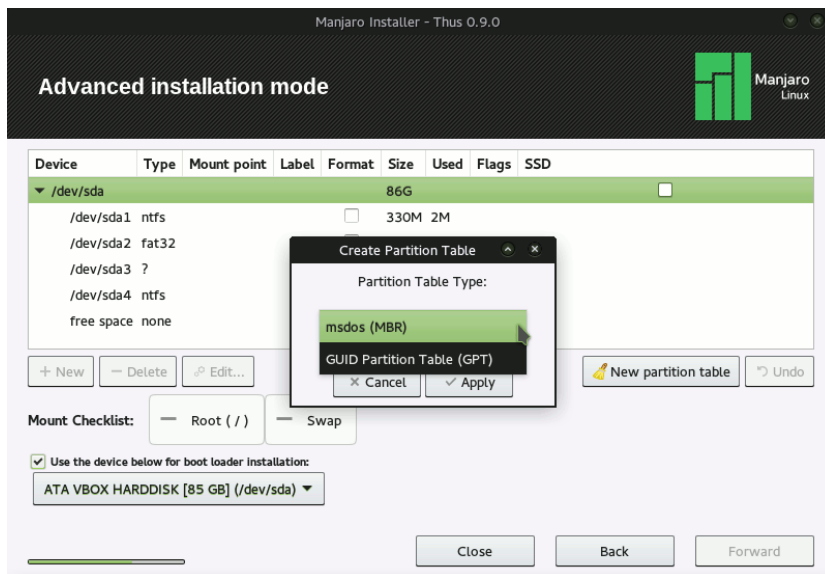 Manjaro Installer - Thus 0.9.0
Advanced installation mode
Manjaro
Linux
Device Type Mount point Label Format Size Used Flags SSD
/dev/sda 86G
/dev/sda1 ntfs 330M 2M
/dev/sda2 fat32
/dev/sda3 ?
/dev/sda4 ntfs
free space none
Create Partition Table
Partition Table Type:
msdos (MBR)
GUID Partition Table (GPT)
Cancel Apply
New Delete Edit... New partition table Undo
Mount Checklist: Root ( / ) Swap
Use the device below for boot loader installation:
ATA VBOX HARDDISK [85 GB] (/dev/sda)
Close Back Forward